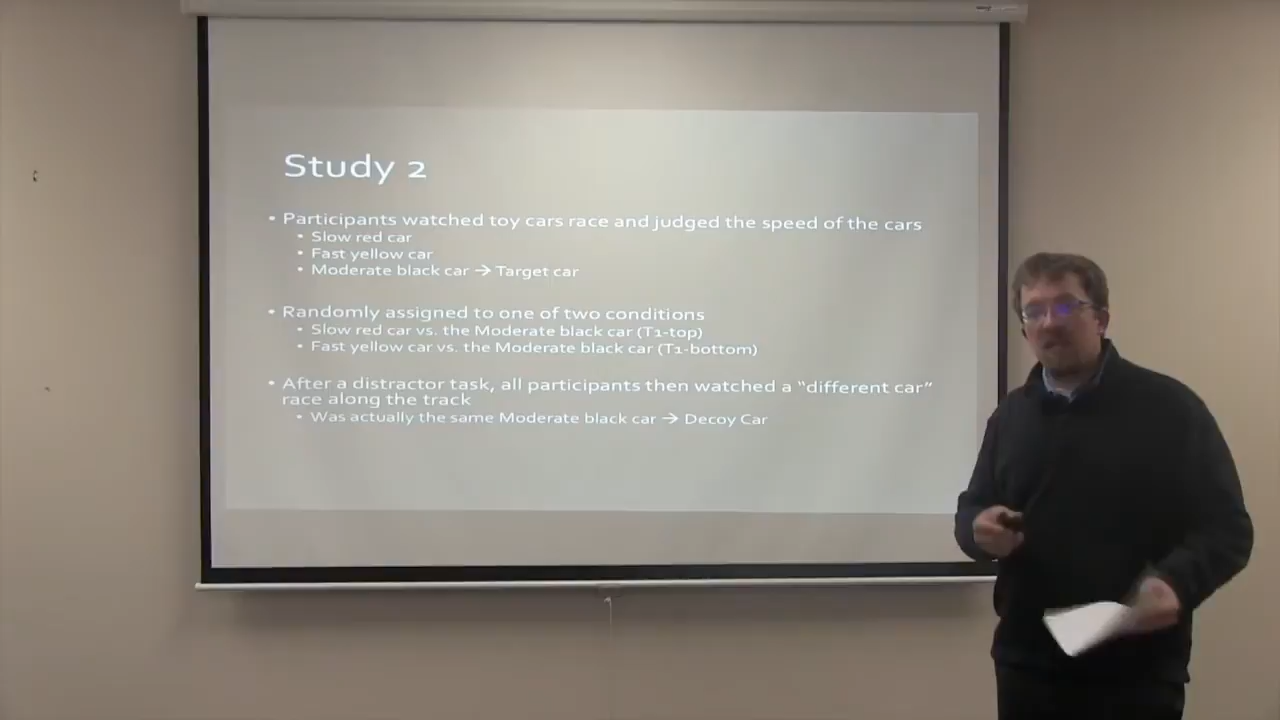 Study 2
• Participants watched toy cars race and judged the speed of the cars
• Slow red car
• Fast yellow car
• Moderate black car → Target car
• Randomly assigned to one of two conditions
• Slow red car vs. the Moderate black car (T1-top)
• Fast yellow car vs. the Moderate black car (T1-bottom)
• After a distractor task, all participants then watched a “different car”
race along the track
• Was actually the same Moderate black car → Decoy Car